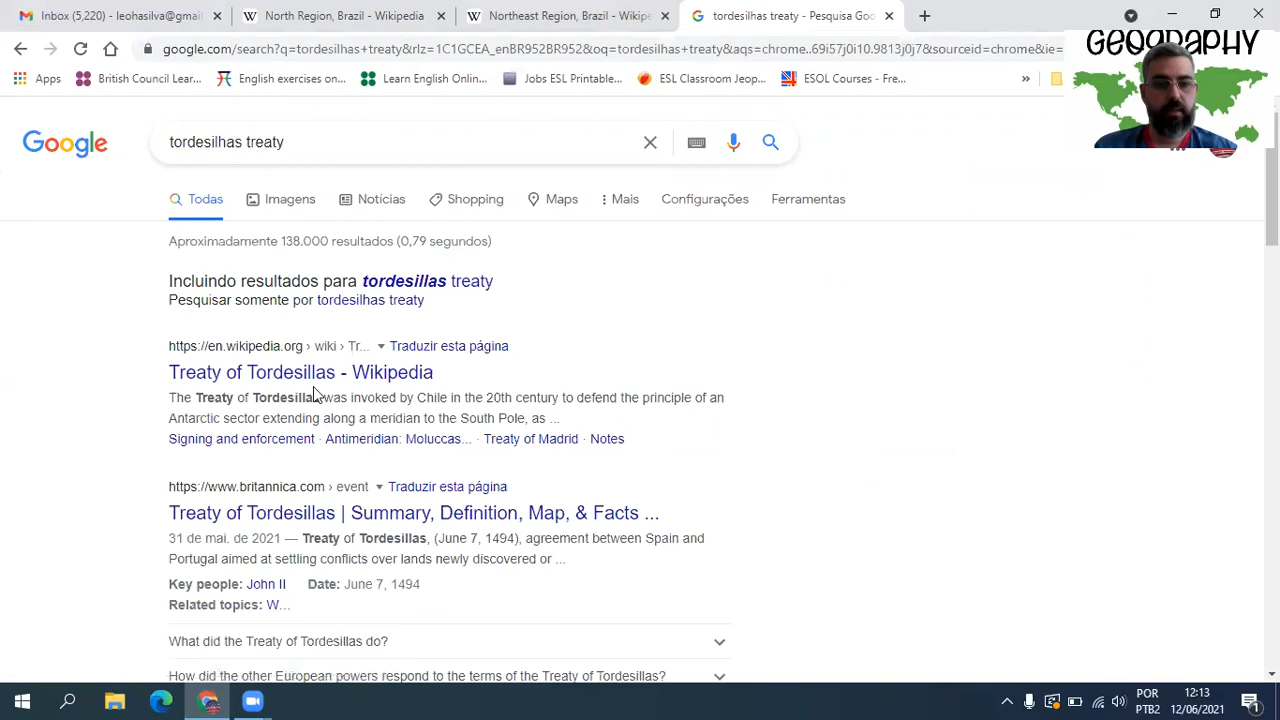 Inbox (5,220) - leohasilva@gmail
North Region, Brazil - Wikipedia
Northeast Region, Brazil - Wikipe
tordesilhas treaty - Pesquisa Goo
google.com/search?q=tordesilhas+treaty&rlz=1C1GCEA_enBR952BR952&oq=tordesilhas+treaty&aqs=chrome..69i57j0i10.9813j0j7&sourceid=chrome&ie=
GEOGRAPHY
Apps
British Council Lear...
English exercises on...
Learn English Online...
Jobs ESL Printable...
ESL Classroom Jeop...
ESOL Courses - Fre...
Google
tordesilhas treaty
Todas
Imagens
Notícias
Shopping
Maps
Mais
Configurações
Ferramentas
Aproximadamente 138.000 resultados (0,79 segundos)
Incluindo resultados para tordesillas treaty
Pesquisar somente por tordesilhas treaty
https://en.wikipedia.org › wiki › Tr... Traduzir esta página
Treaty of Tordesillas - Wikipedia
The Treaty of Tordesillas was invoked by Chile in the 20th century to defend the principle of an
Antarctic sector extending along a meridian to the South Pole, as ...
Signing and enforcement · Antimeridian: Moluccas... · Treaty of Madrid · Notes
https://www.britannica.com › event Traduzir esta página
Treaty of Tordesillas | Summary, Definition, Map, & Facts ...
31 de mai. de 2021 — Treaty of Tordesillas, (June 7, 1494), agreement between Spain and
Portugal aimed at settling conflicts over lands newly discovered or ...
Key people: John II Date: June 7, 1494
Related topics: W...
What did the Treaty of Tordesillas do?
How did the other European powers respond to the terms of the Treaty of Tordesillas?
POR
PTB2
12:13
12/06/2021
1